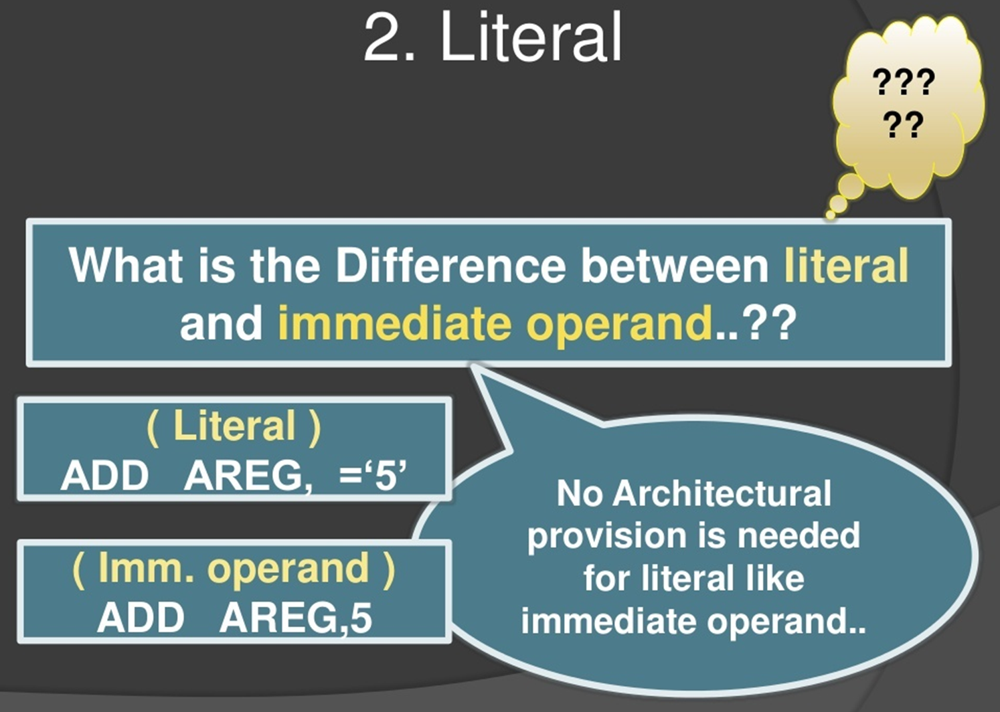 2. Literal
???
??
What is the Difference between literal
and immediate operand..??
( Literal )
ADD AREG, =‘5’
( Imm. operand )
ADD AREG,5
No Architectural
provision is needed
for literal like
immediate operand..